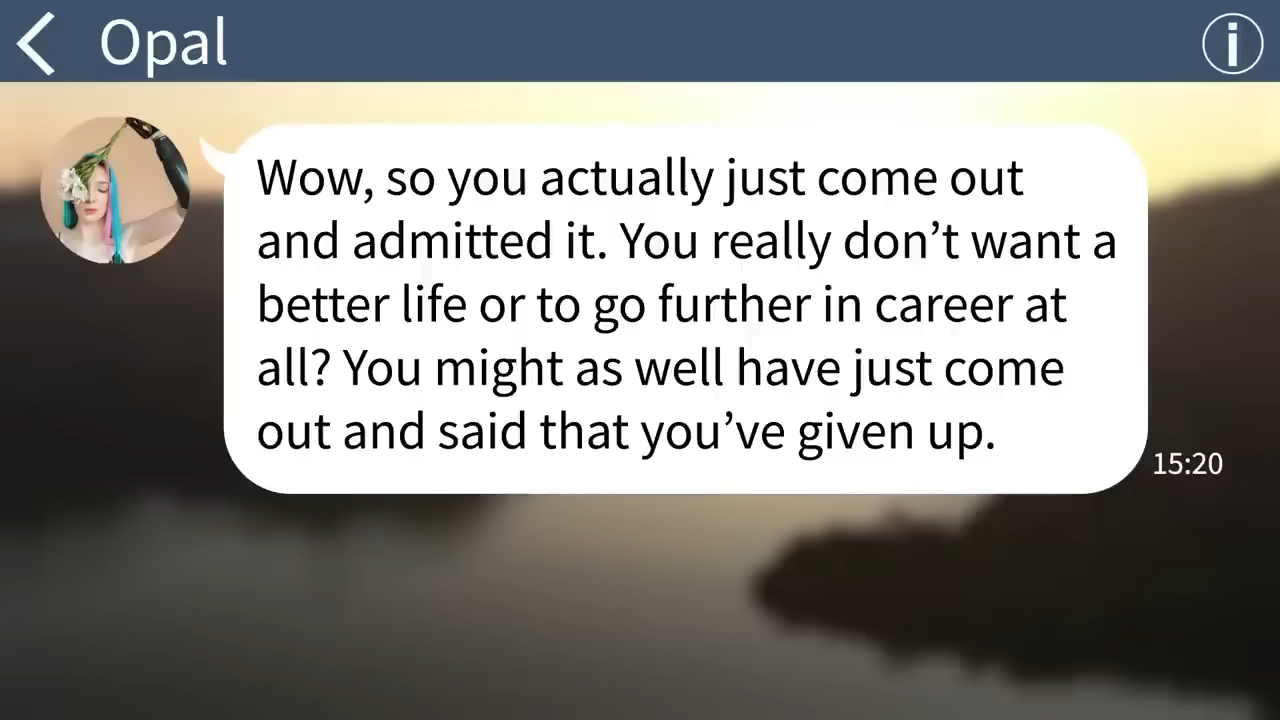 Opal
Wow, so you actually just come out
and admitted it. You really don’t want a
better life or to go further in career at
all? You might as well have just come
out and said that you’ve given up.
15:20